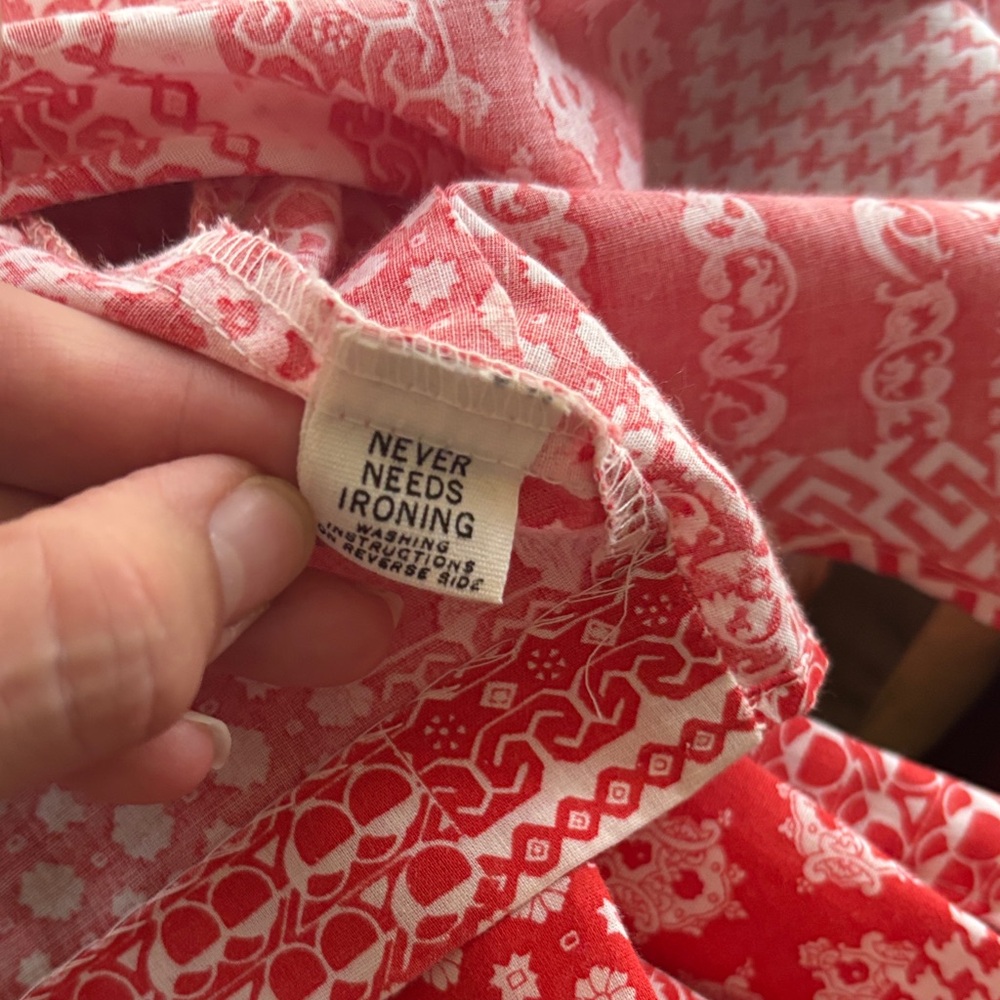 NEVER
NEEDS
IRONING
WASHING
INSTRUCTIONS
ON REVERSE SIDE